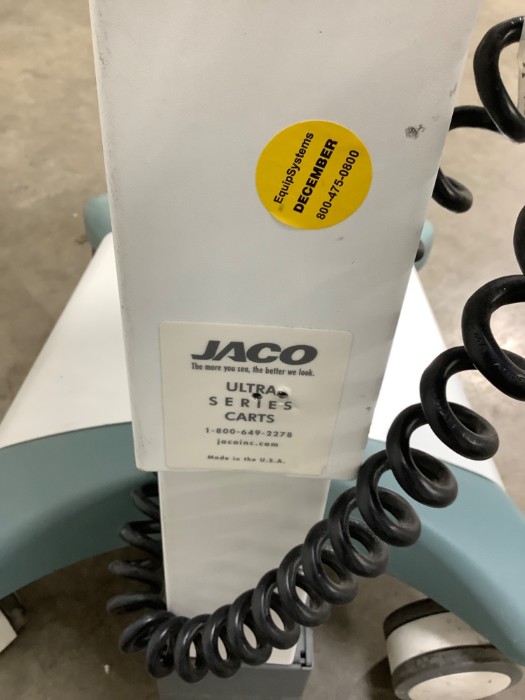 EquipSystems
DECEMBER
800-475-0800
JACO
The more you see, the better we look.
ULTRA
SERIES
CARTS
1-800-649-2278
jacoinc.com
Made in the U.S.A.